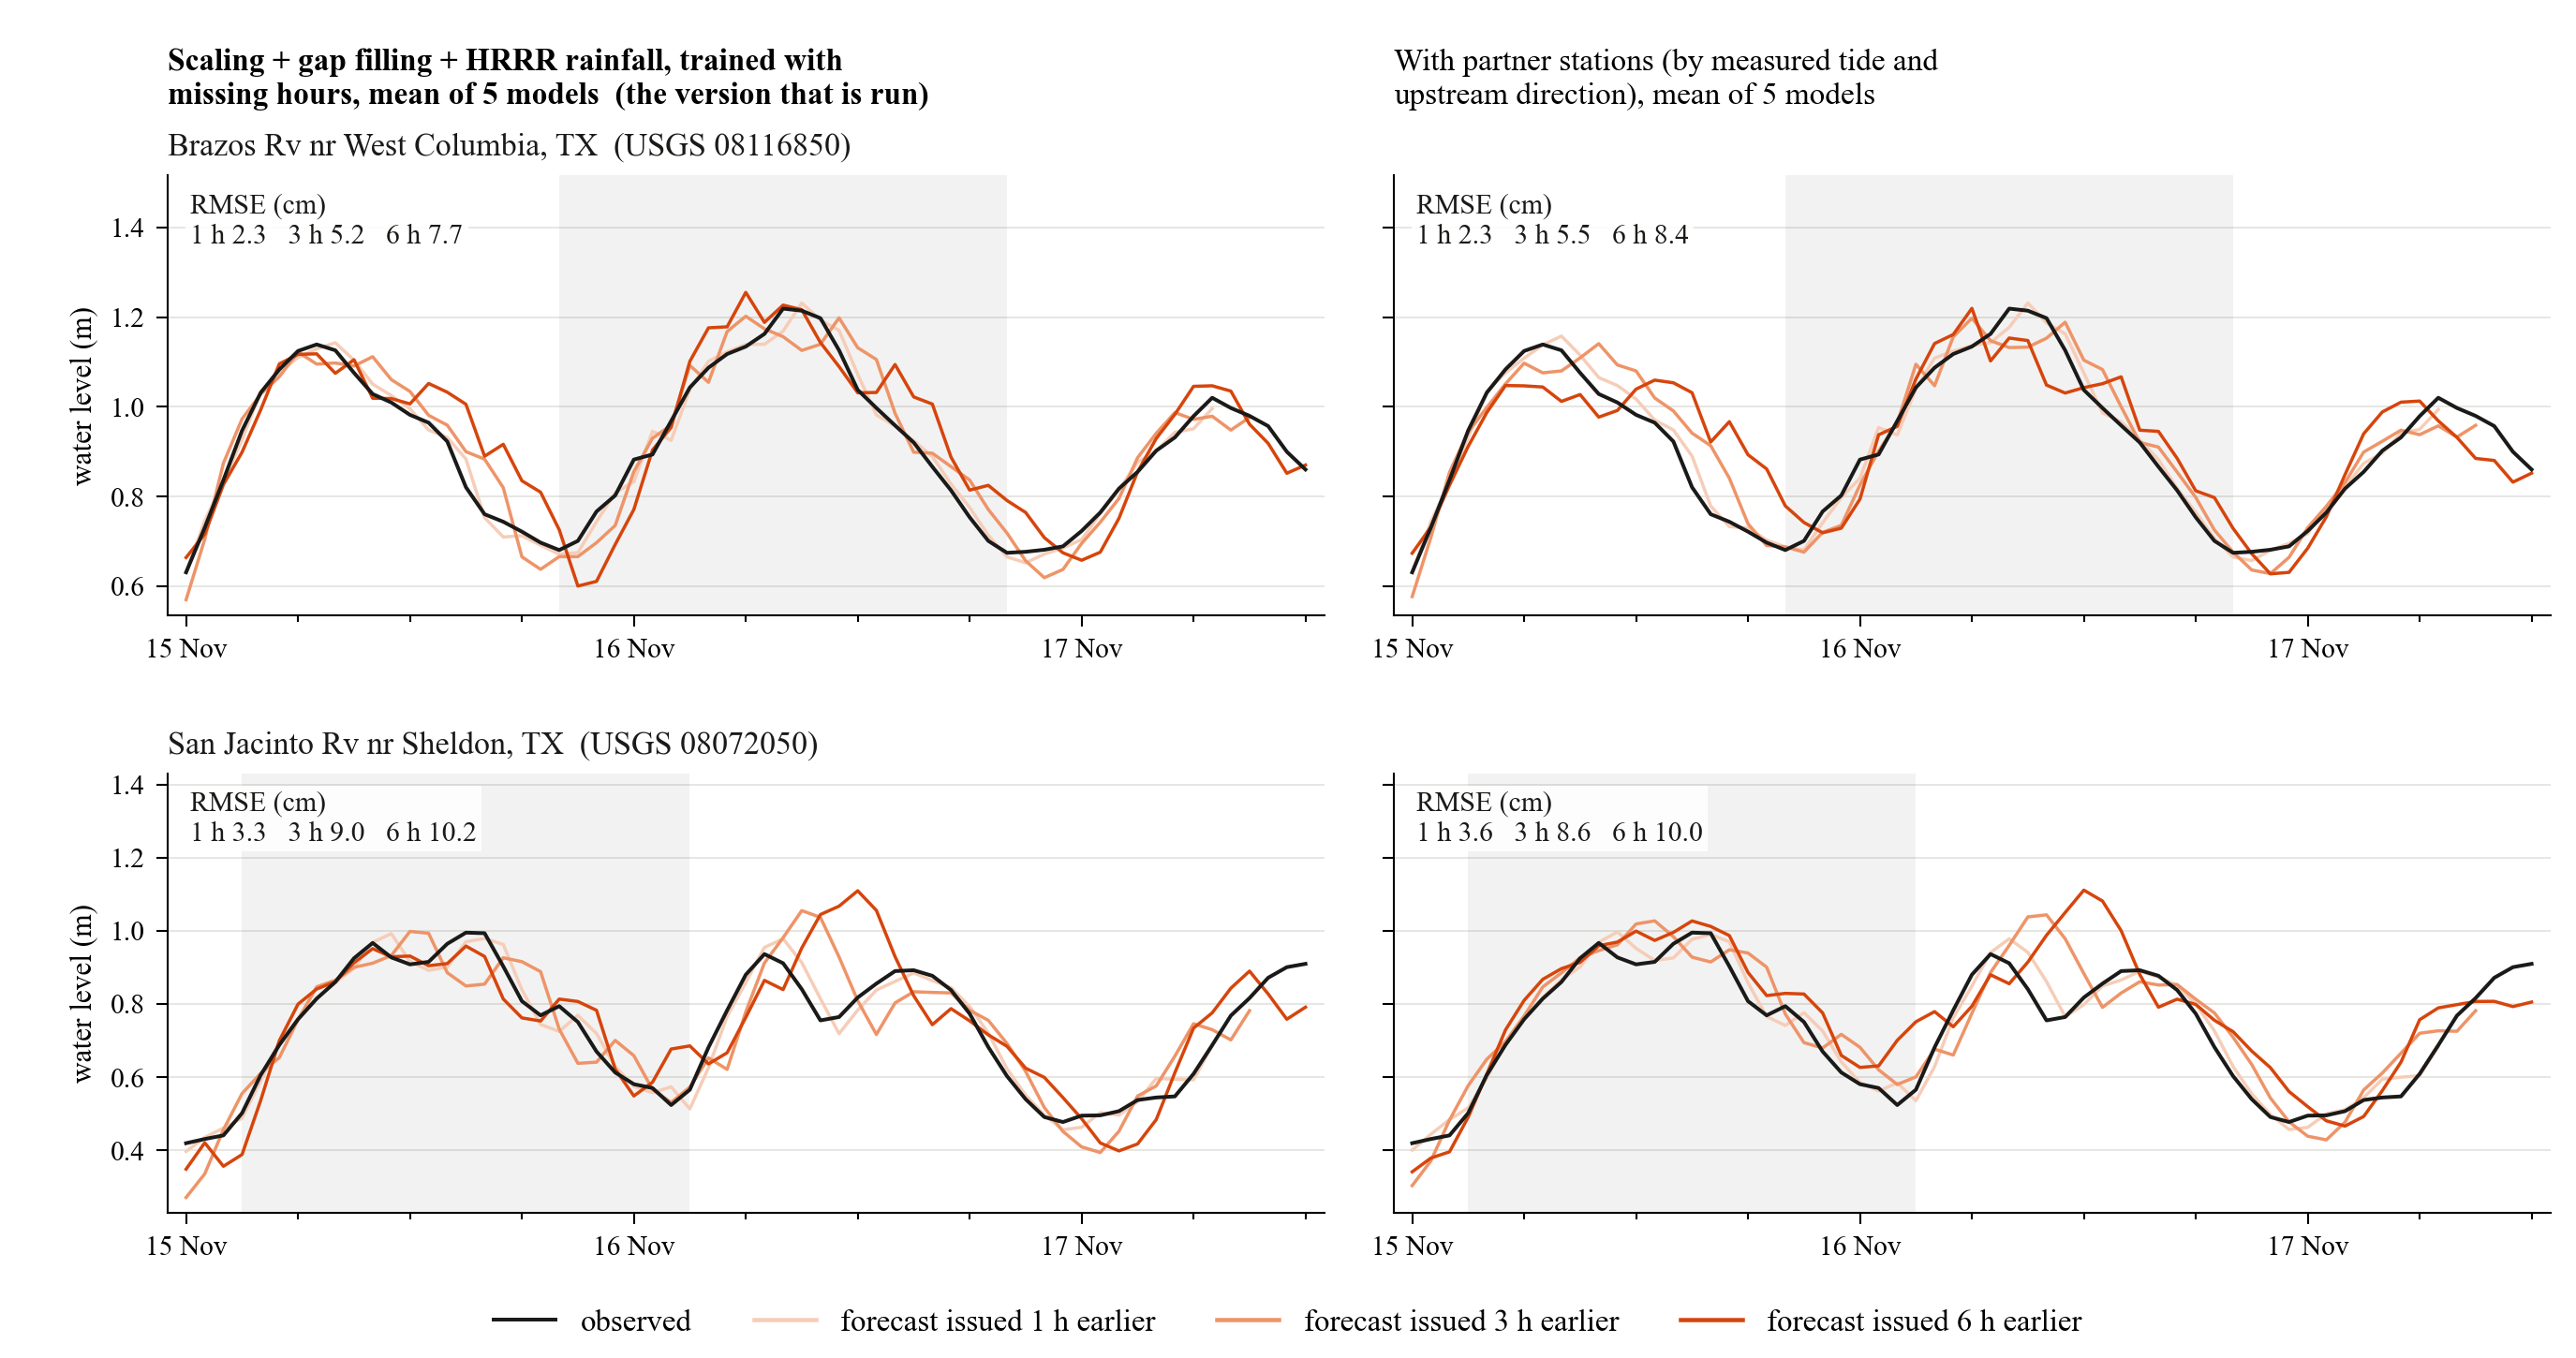 Scaling + gap filling + HRRR rainfall, trained with
missing hours, mean of 5 models (the version that is run)
With partner stations (by measured tide and
upstream direction), mean of 5 models
Brazos Rv nr West Columbia, TX (USGS 08116850)
RMSE (cm)
1 h 2.3 3 h 5.2 6 h 7.7
water level (m)
1.4
1.2
1.0
0.8
0.6
15 Nov
16 Nov
17 Nov
RMSE (cm)
1 h 2.3 3 h 5.5 6 h 8.4
15 Nov
16 Nov
17 Nov
San Jacinto Rv nr Sheldon, TX (USGS 08072050)
RMSE (cm)
1 h 3.3 3 h 9.0 6 h 10.2
water level (m)
1.4
1.2
1.0
0.8
0.6
0.4
15 Nov
16 Nov
17 Nov
RMSE (cm)
1 h 3.6 3 h 8.6 6 h 10.0
15 Nov
16 Nov
17 Nov
observed
forecast issued 1 h earlier
forecast issued 3 h earlier
forecast issued 6 h earlier